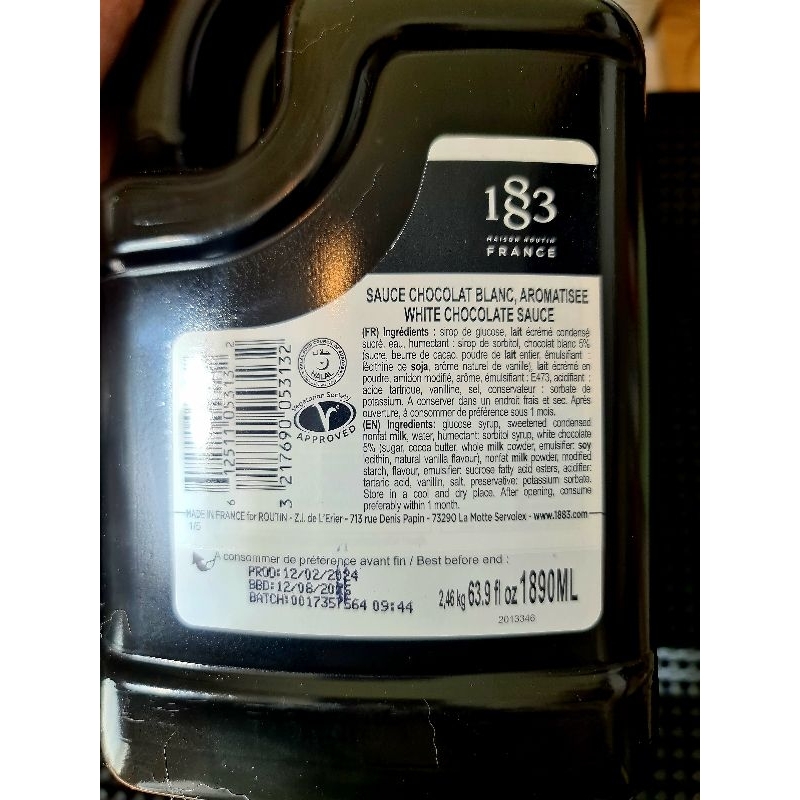 1883
MAISON ROUTIN
FRANCE
SAUCE CHOCOLAT BLANC, AROMATISEE
WHITE CHOCOLATE SAUCE
(FR) Ingrédients : sirop de glucose, lait écrémé condensé
sucré, eau, humectant : sirop de sorbitol, chocolat blanc 5%
(sucre, beurre de cacao, poudre de lait entier, émulsifiant :
lécithine de soja, arôme naturel de vanille), lait écrémé en
poudre, amidon modifié, arôme, émulsifiant : E473, acidifiant :
acide tartrique, vanilline, sel, conservateur : sorbate de
potassium. A conserver dans un endroit frais et sec. Après
ouverture, à consommer de préférence sous 1 mois.
(EN) Ingredients: glucose syrup, sweetened condensed
nonfat milk, water, humectant: sorbitol syrup, white chocolate
5% (sugar, cocoa butter, whole milk powder, emulsifier: soy
lecithin, natural vanilla flavour), nonfat milk powder, modified
starch, flavour, emulsifier: sucrose fatty acid esters, acidifier:
tartaric acid, vanillin, salt, preservative: potassium sorbate.
Store in a cool and dry place. After opening, consume
preferably within 1 month.
HALAL
Vegetarian Society
APPROVED
6 12511 05313 2
3 217690 053132
MADE IN FRANCE for ROUTIN - Z.I. de L'Erier - 713 rue Denis Papin - 73290 La Motte Servolex - www.1883.com
1/5
A consommer de préférence avant fin / Best before end :
PROD:12/02/2024
BBD:12/08/
BATCH: 09:44
2,46 kg 63.9 fl oz 1890ML
2013346